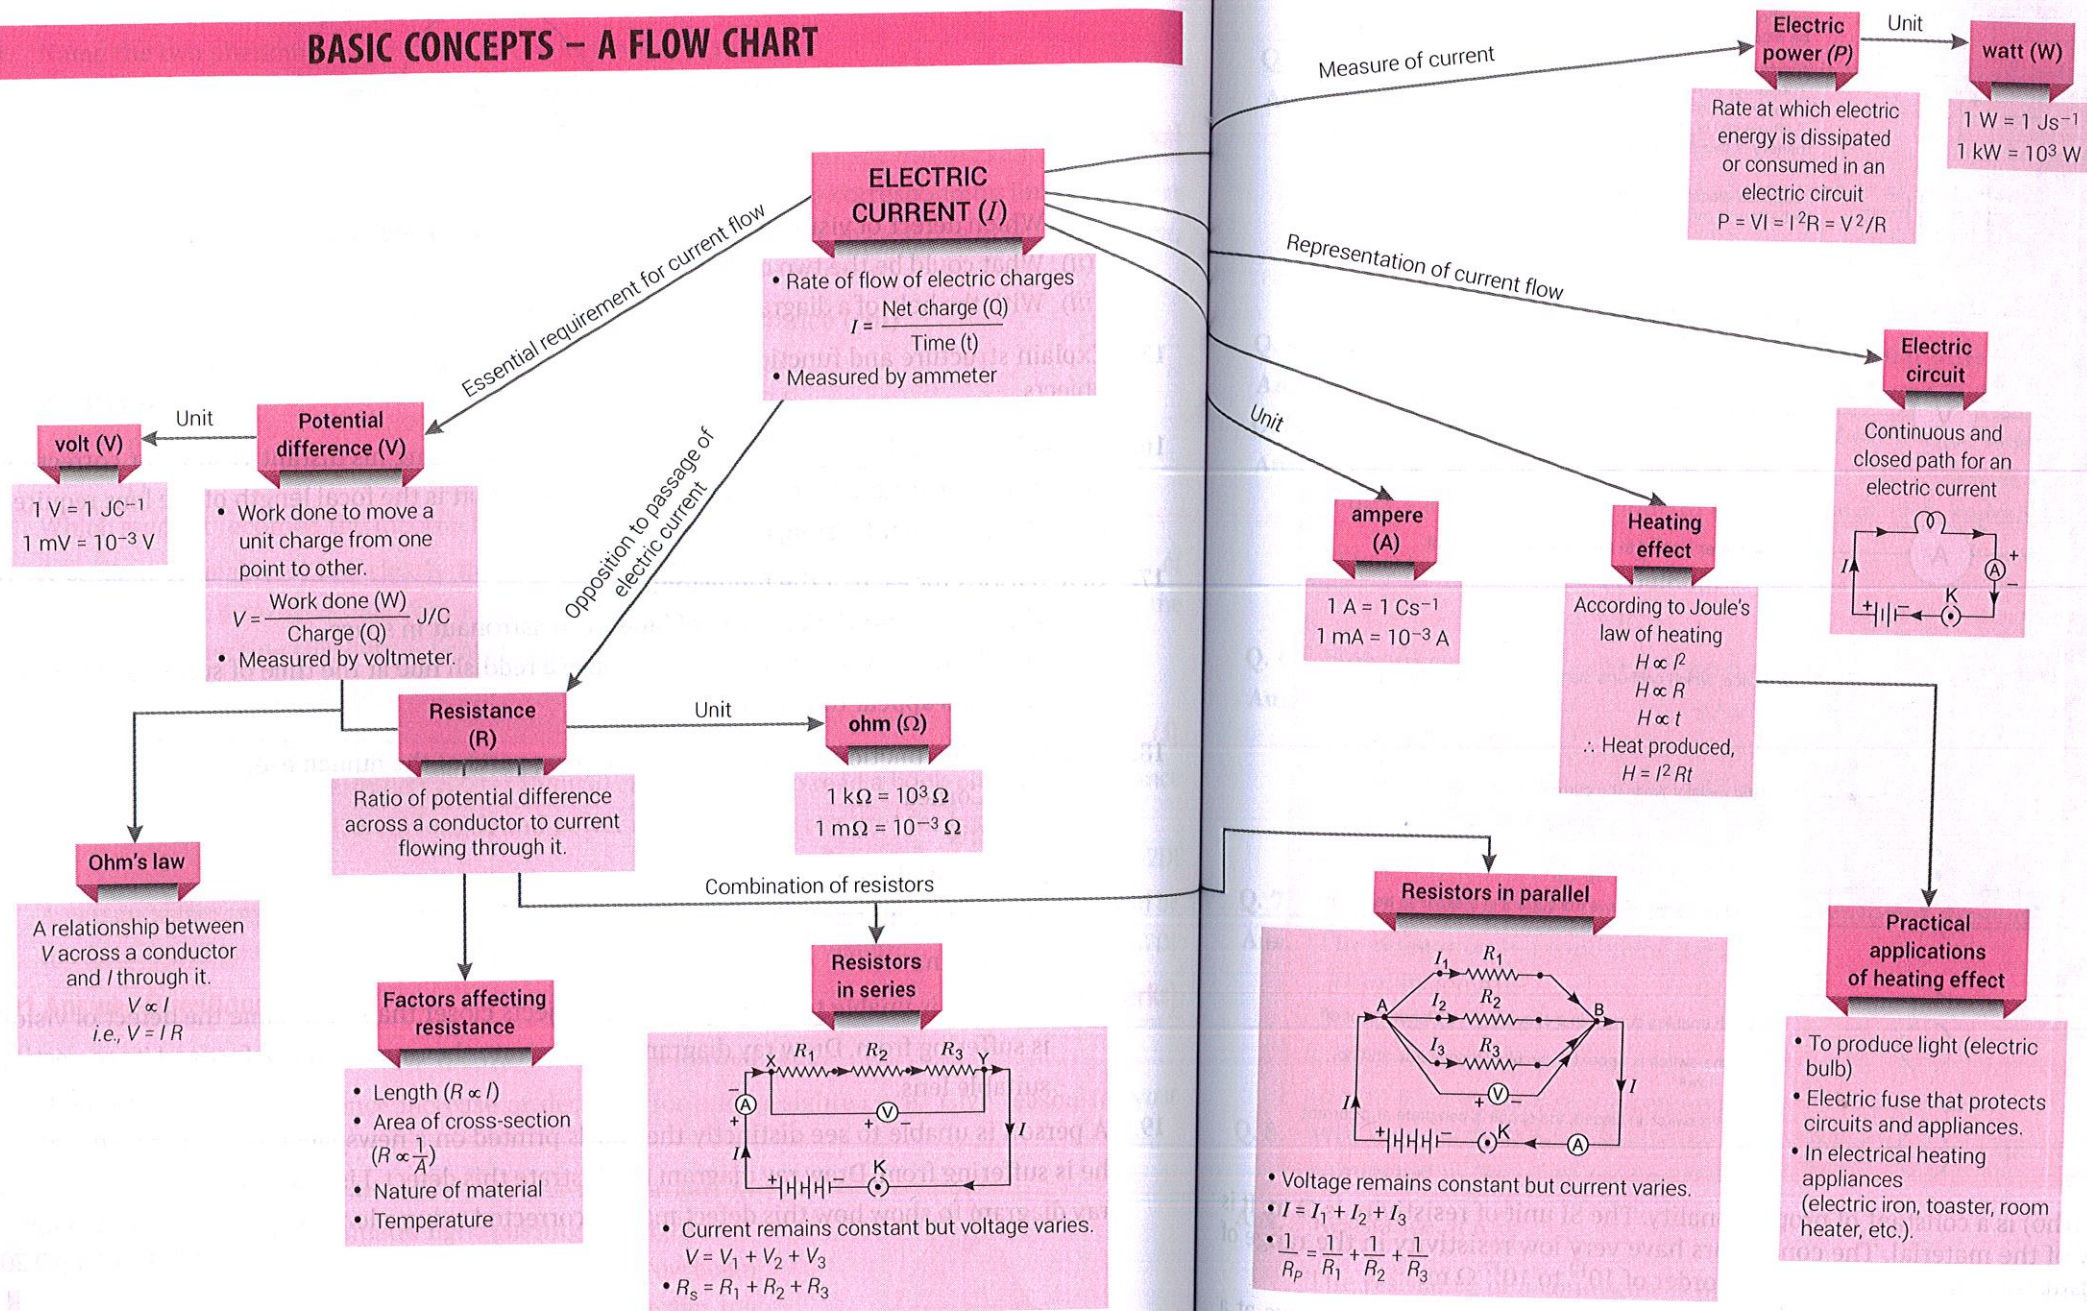 BASIC CONCEPTS – A FLOW CHART
ELECTRIC
CURRENT (I)
• Rate of flow of electric charges
I = Net charge (Q) / Time (t)
• Measured by ammeter
Essential requirement for current flow
Potential
difference (V)
Unit
volt (V)
1 V = 1 JC⁻¹
1 mV = 10⁻³ V
• Work done to move a
unit charge from one
point to other.
V = Work done (W) / Charge (Q) J/C
• Measured by voltmeter.
Opposition to passage of
electric current
Resistance
(R)
Unit
ohm (Ω)
1 kΩ = 10³ Ω
1 mΩ = 10⁻³ Ω
Ratio of potential difference
across a conductor to current
flowing through it.
Ohm's law
A relationship between
V across a conductor
and I through it.
V ∝ I
i.e., V = I R
Factors affecting
resistance
• Length (R ∝ l)
• Area of cross-section
(R ∝ 1/A)
• Nature of material
• Temperature
Combination of resistors
Resistors
in series
X R₁ R₂ R₃ Y
– A +
+ V –
I
I
+ – K
• Current remains constant but voltage varies.
V = V₁ + V₂ + V₃
• Rₛ = R₁ + R₂ + R₃
Measure of current
Electric
power (P)
Unit
watt (W)
Rate at which electric
energy is dissipated
or consumed in an
electric circuit
P = VI = I²R = V²/R
1 W = 1 Js⁻¹
1 kW = 10³ W
Representation of current flow
Electric
circuit
Continuous and
closed path for an
electric current
I
+ A –
+ – K
Unit
ampere
(A)
1 A = 1 Cs⁻¹
1 mA = 10⁻³ A
Heating
effect
According to Joule's
law of heating
H ∝ I²
H ∝ R
H ∝ t
∴ Heat produced,
H = I² Rt
Resistors in parallel
I₁ R₁
A I₂ R₂ B
I₃ R₃
+ V –
I
I
+ – K A
• Voltage remains constant but current varies.
• I = I₁ + I₂ + I₃
• 1/Rₚ = 1/R₁ + 1/R₂ + 1/R₃
Practical
applications
of heating effect
• To produce light (electric
bulb)
• Electric fuse that protects
circuits and appliances.
• In electrical heating
appliances
(electric iron, toaster, room
heater, etc.).